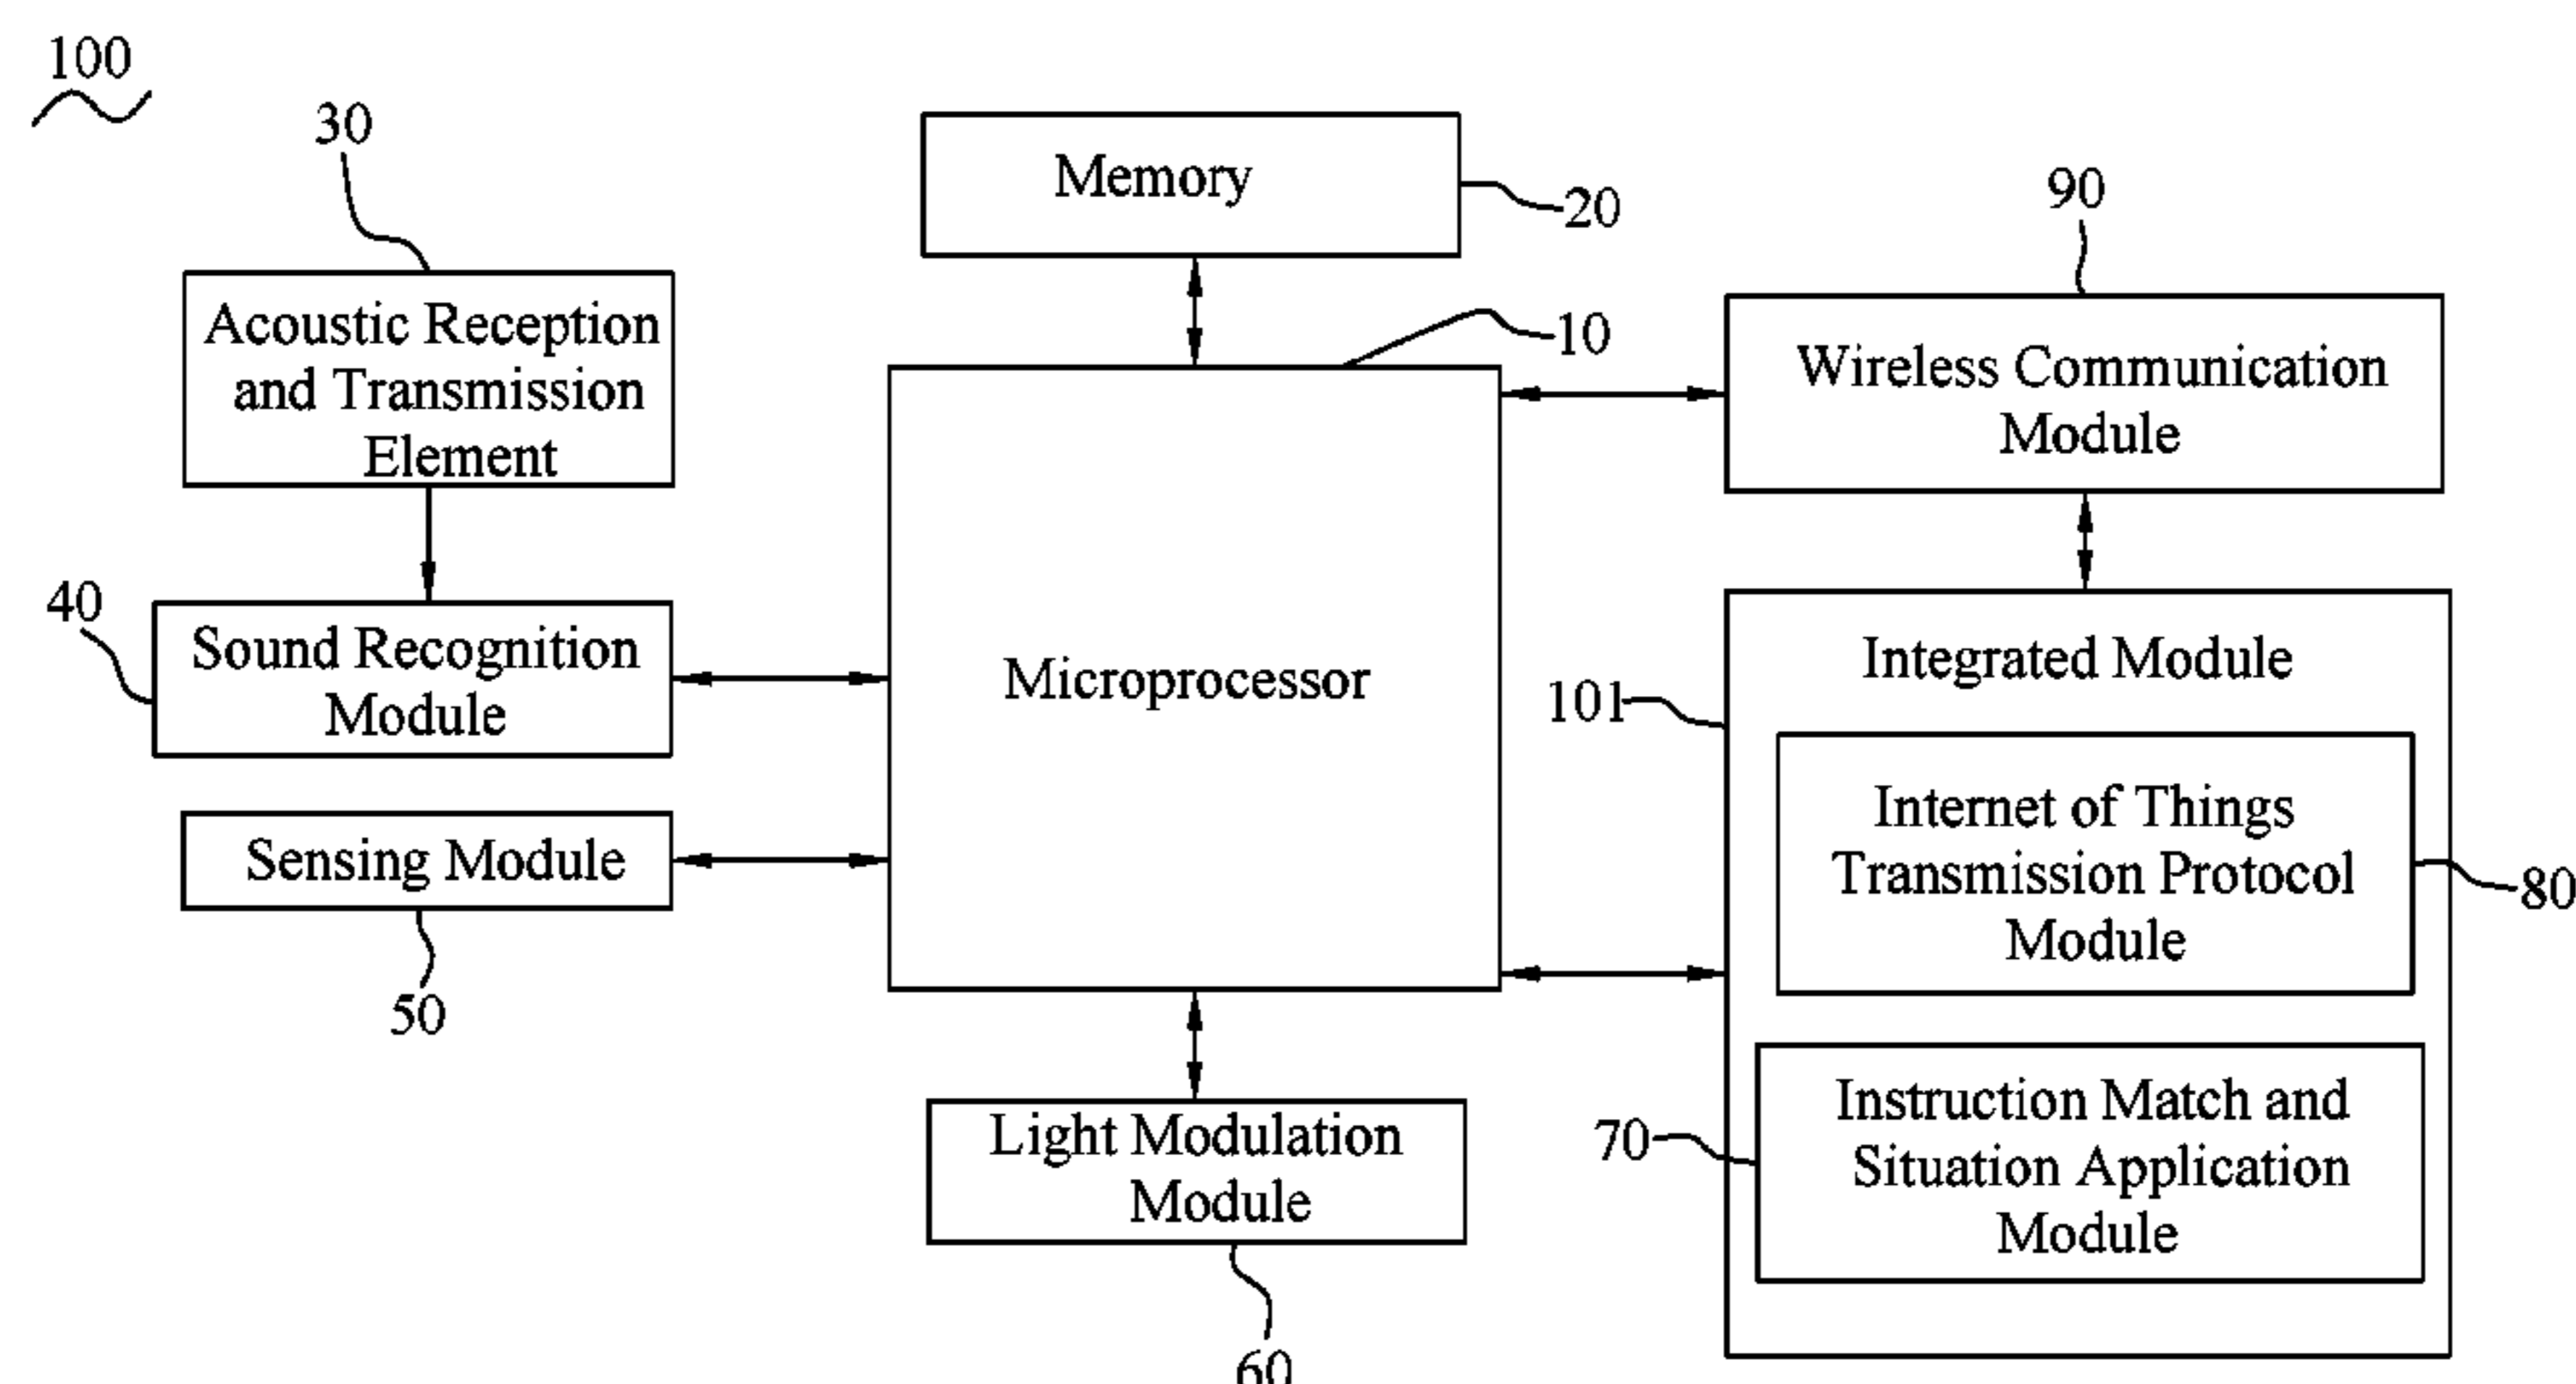 100
30
Memory
20
90
Acoustic Reception
and Transmission
Element
10
Wireless Communication
Module
40
Sound Recognition
Module
Microprocessor
Integrated Module
101
Internet of Things
Transmission Protocol
Module
80
Sensing Module
50
Light Modulation
Module
60
Instruction Match and
Situation Application
Module
70